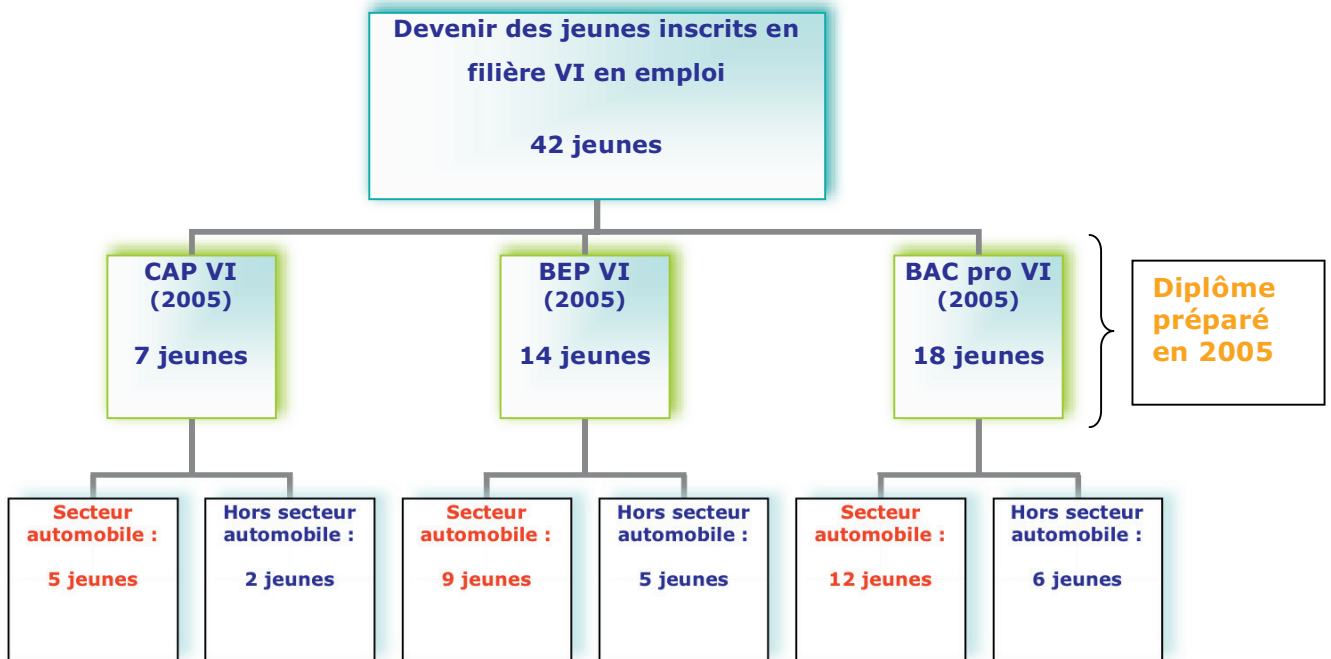 Devenir des jeunes inscrits en
filière VI en emploi
42 jeunes
CAP VI
(2005)
7 jeunes
BEP VI
(2005)
14 jeunes
BAC pro VI
(2005)
18 jeunes
Diplôme
préparé
en 2005
Secteur
automobile :
5 jeunes
Hors secteur
automobile :
2 jeunes
Secteur
automobile :
9 jeunes
Hors secteur
automobile :
5 jeunes
Secteur
automobile :
12 jeunes
Hors secteur
automobile :
6 jeunes